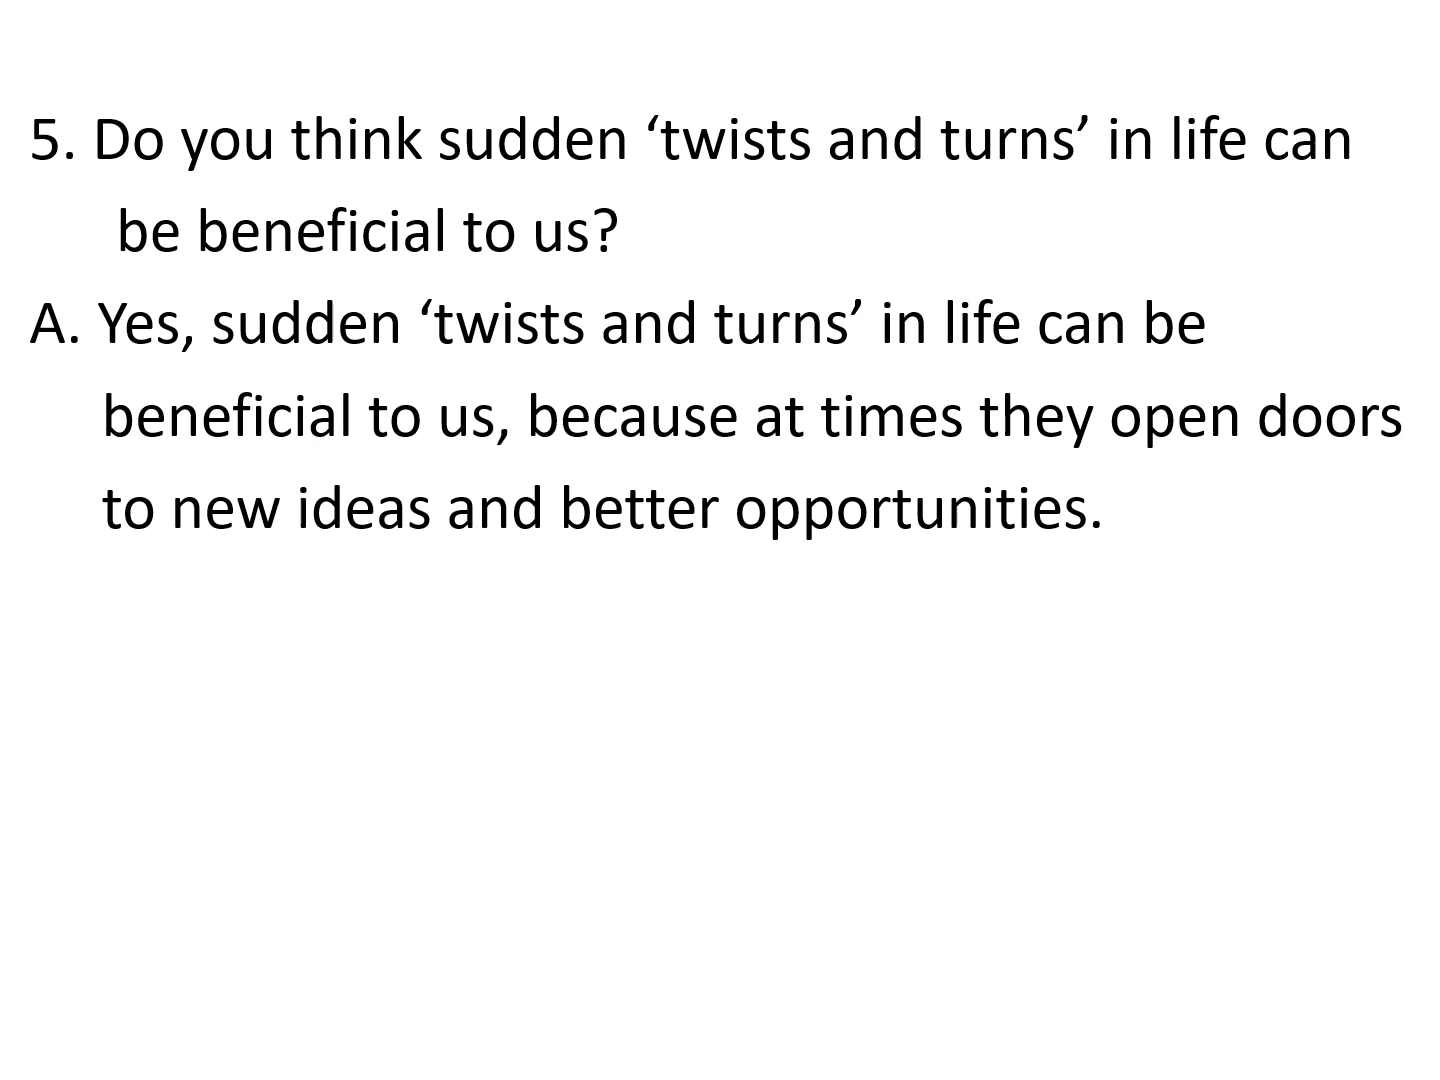 5. Do you think sudden ‘twists and turns’ in life can
be beneficial to us?
A. Yes, sudden ‘twists and turns’ in life can be
beneficial to us, because at times they open doors
to new ideas and better opportunities.